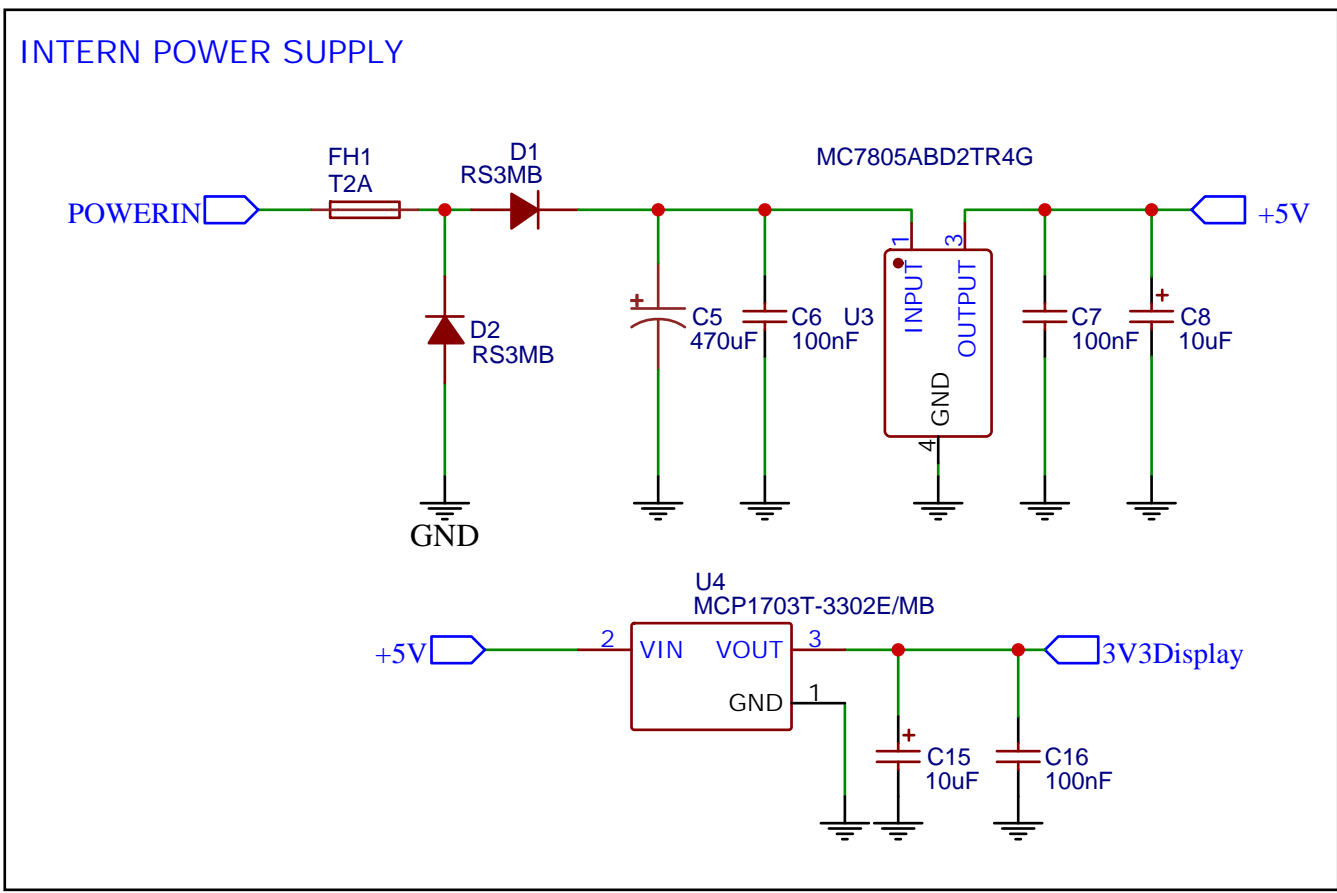 INTERN POWER SUPPLY
FH1
T2A
D1
RS3MB
MC7805ABD2TR4G
POWERIN
+5V
1
3
INPUT
OUTPUT
GND
4
U3
+
C5
470uF
C6
100nF
C7
100nF
+
C8
10uF
D2
RS3MB
GND
U4
MCP1703T-3302E/MB
+5V
2
VIN
VOUT
3
GND
1
3V3Display
+
C15
10uF
C16
100nF